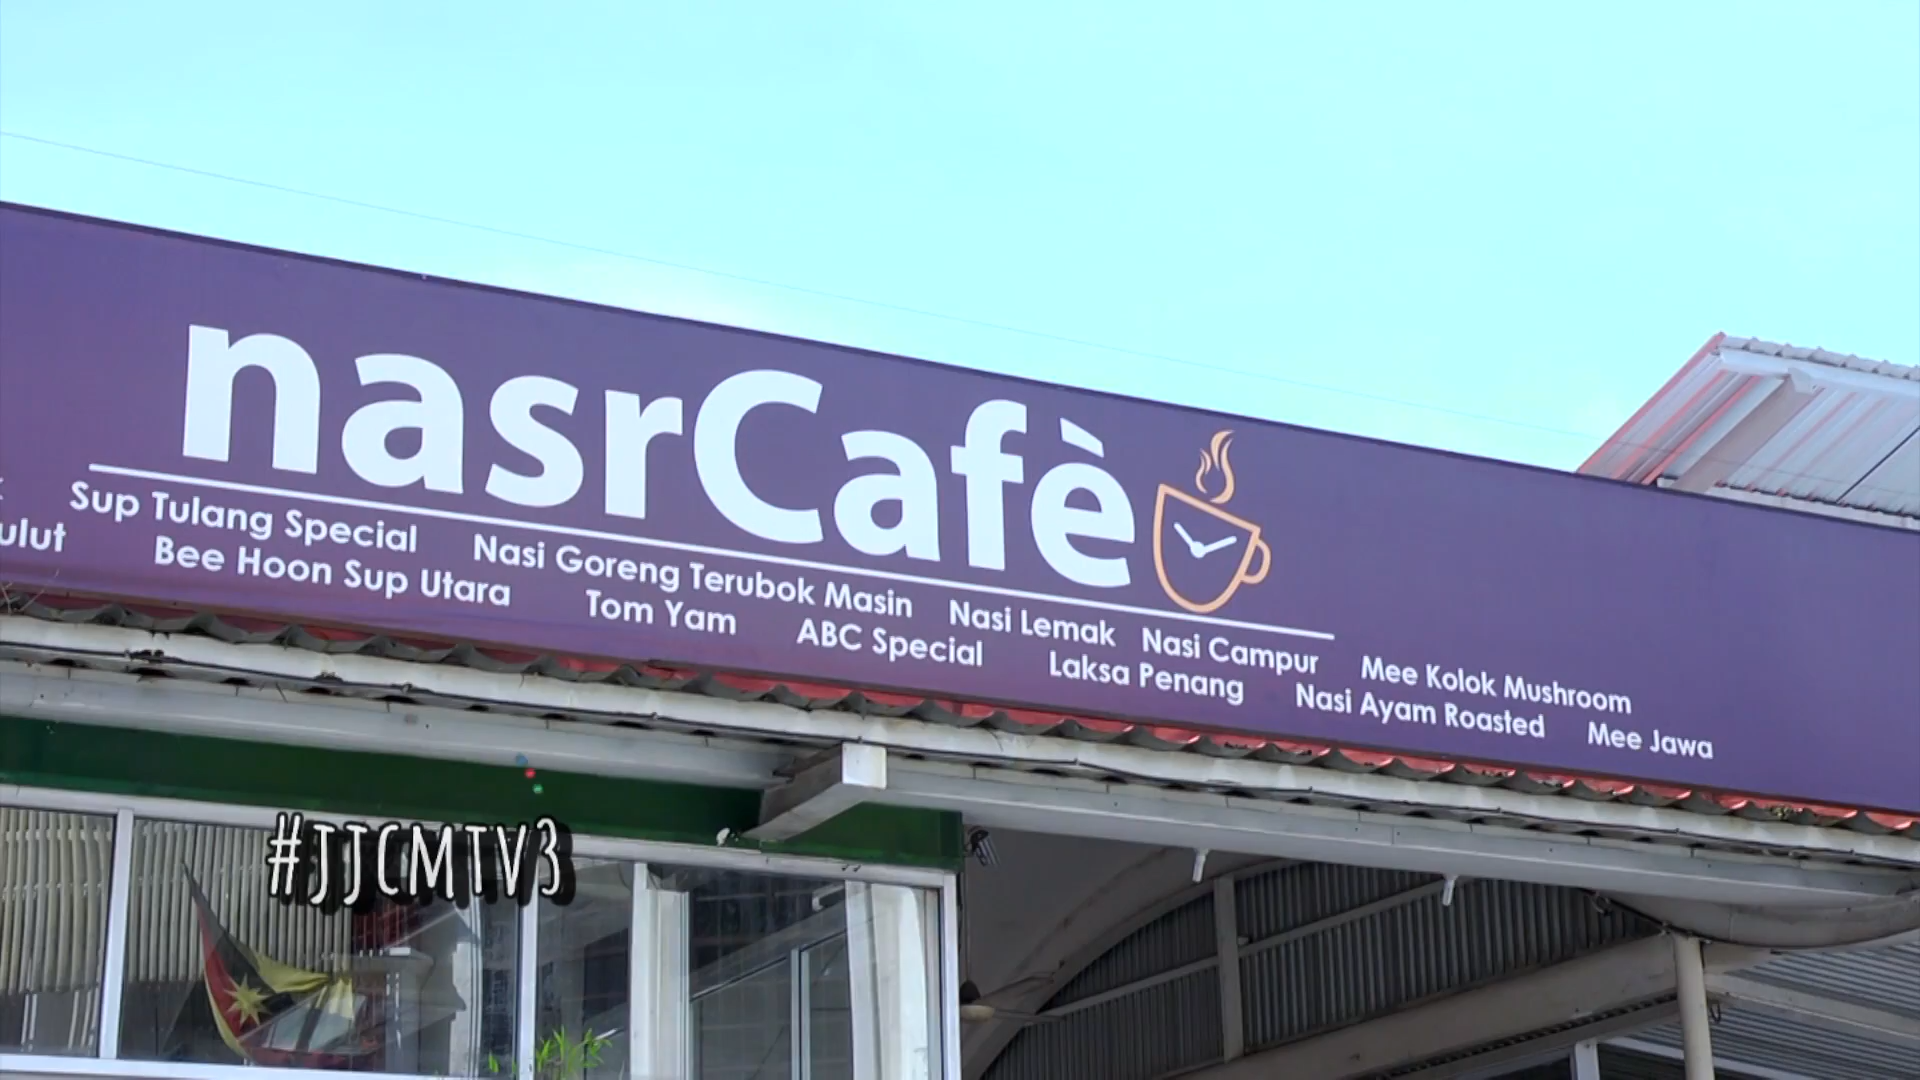 nasrCafè
Sup Tulang Special Nasi Goreng Terubok Masin Nasi Lemak Nasi Campur Mee Kolok Mushroom
Bee Hoon Sup Utara Tom Yam ABC Special Laksa Penang Nasi Ayam Roasted Mee Jawa
#JJCMTV3